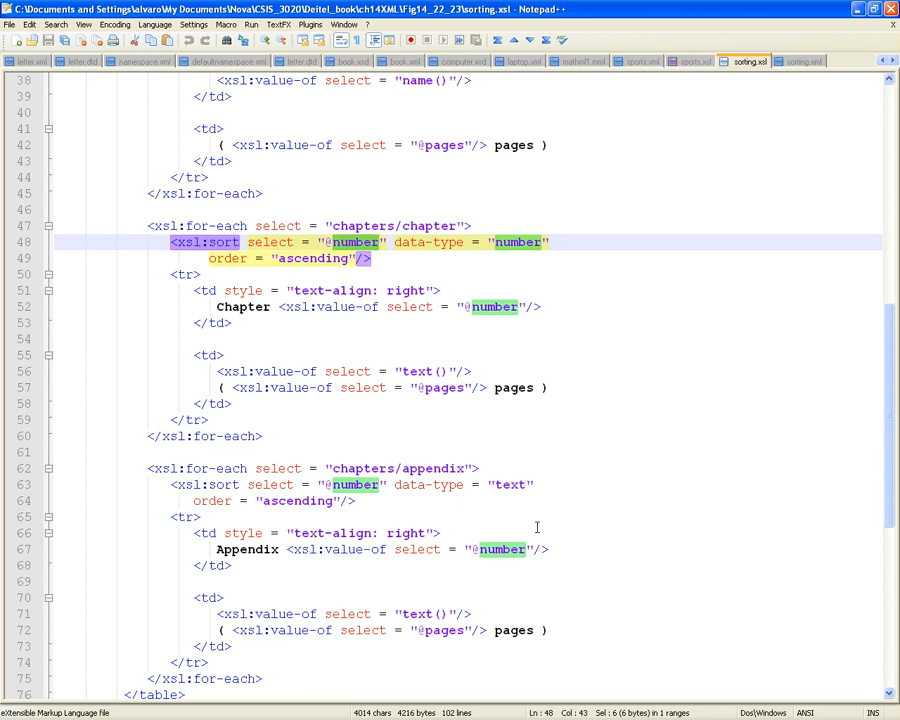 C:\Documents and Settings\alvaro\My Documents\Nova\CSIS_3020\Deitel_book\ch14XML\Fig14_22_23\sorting.xsl - Notepad++
File Edit Search View Encoding Language Settings Macro Run TextFX Plugins Window ? X
letter.xml letter.dtd namespace.xml defaultnamespace.xml letter.dtd book.xsd book.xml computer.xsd laptop.xml mathml1.mml sports.xml sports.xsl sorting.xsl sorting.xml
38 <xsl:value-of select = "name()"/>
39 </td>
40
41 <td>
42 ( <xsl:value-of select = "@pages"/> pages )
43 </td>
44 </tr>
45 </xsl:for-each>
46
47 <xsl:for-each select = "chapters/chapter">
48 <xsl:sort select = "@number" data-type = "number"
49 order = "ascending"/>
50 <tr>
51 <td style = "text-align: right">
52 Chapter <xsl:value-of select = "@number"/>
53 </td>
54
55 <td>
56 <xsl:value-of select = "text()"/>
57 ( <xsl:value-of select = "@pages"/> pages )
58 </td>
59 </tr>
60 </xsl:for-each>
61
62 <xsl:for-each select = "chapters/appendix">
63 <xsl:sort select = "@number" data-type = "text"
64 order = "ascending"/>
65 <tr>
66 <td style = "text-align: right">
67 Appendix <xsl:value-of select = "@number"/>
68 </td>
69
70 <td>
71 <xsl:value-of select = "text()"/>
72 ( <xsl:value-of select = "@pages"/> pages )
73 </td>
74 </tr>
75 </xsl:for-each>
76 </table>
eXtensible Markup Language file 4014 chars 4216 bytes 102 lines Ln : 48 Col : 43 Sel : 6 (6 bytes) in 1 ranges Dos\Windows ANSI INS